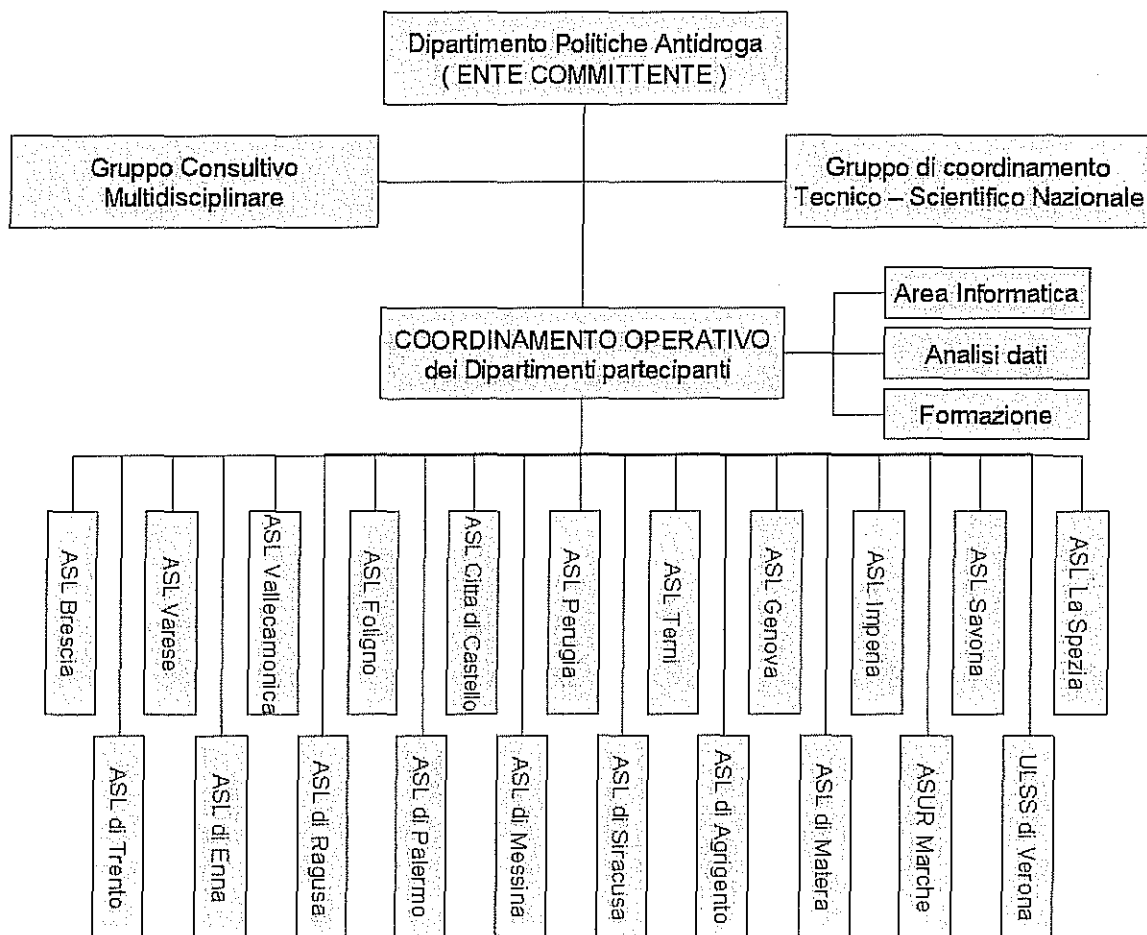 Dipartimento Politiche Antidroga
( ENTE COMMITTENTE )
Gruppo Consultivo
Multidisciplinare
Gruppo di coordinamento
Tecnico – Scientifico Nazionale
COORDINAMENTO OPERATIVO
dei Dipartimenti partecipanti
Area Informatica
Analisi dati
Formazione
ASL Brescia
ASL Varese
ASL Vallecamonica
ASL Foligno
ASL Citta di Castello
ASL Perugia
ASL Terni
ASL Genova
ASL Imperia
ASL Savona
ASL La Spezia
ASL di Trento
ASL di Enna
ASL di Ragusa
ASL di Palermo
ASL di Messina
ASL di Siracusa
ASL di Agrigento
ASL di Matera
ASUR Marche
ULSS di Verona